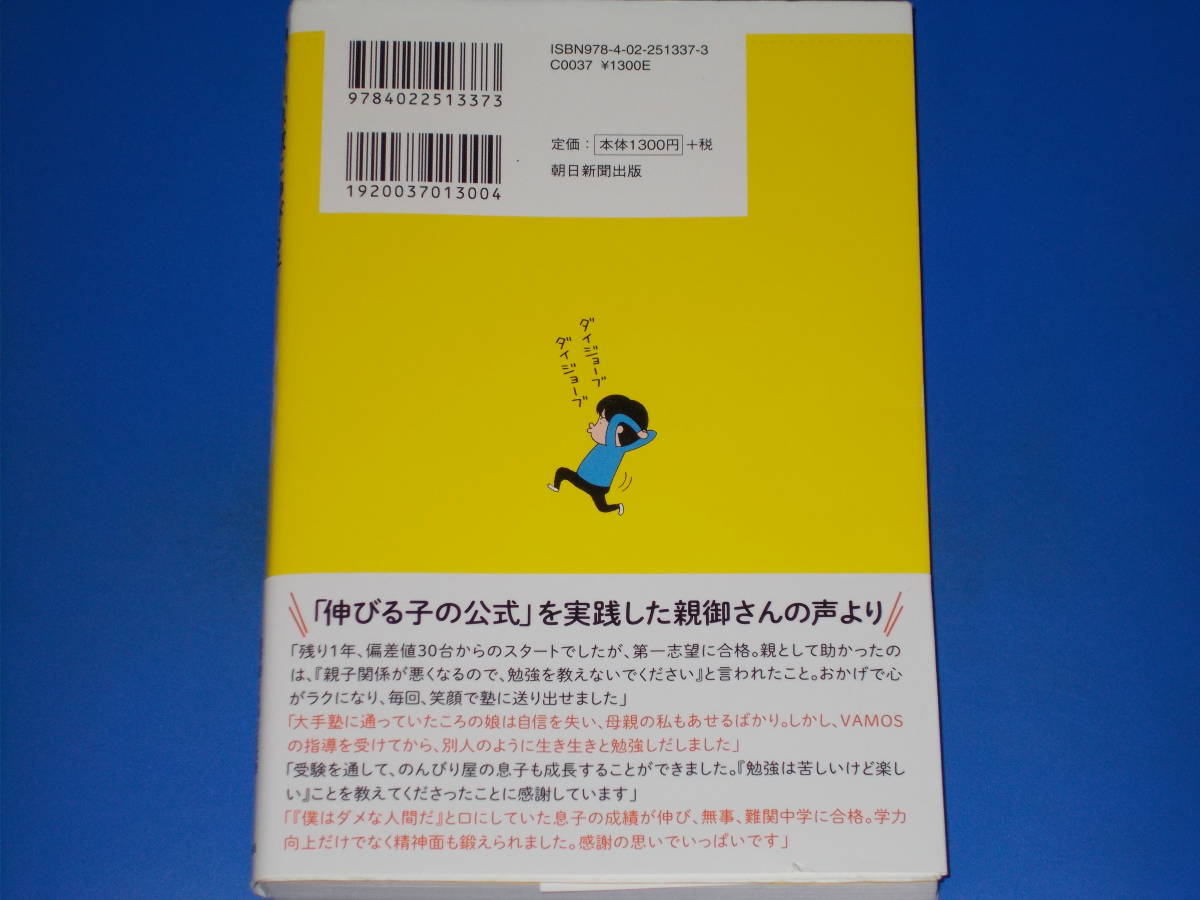 ISBN978-4-02-251337-3
C0037 ¥1300E
9784022513373
定価：本体1300円+税
朝日新聞出版
1920037013004
ダイジョーブ
ダイジョーブ
「伸びる子の公式」を実践した親御さんの声より
「残り1年、偏差値30台からのスタートでしたが、第一志望に合格。親として助かったの
は、『親子関係が悪くなるので、勉強を教えないでください』と言われたこと。おかげで心
がラクになり、毎回、笑顔で塾に送り出せました」
「大手塾に通っていたころの娘は自信を失い、母親の私もあせるばかり。しかし、VAMOS
の指導を受けてから、別人のように生き生きと勉強しだしました」
「受験を通して、のんびり屋の息子も成長することができました。『勉強は苦しいけど楽し
い』ことを教えてくださったことに感謝しています」
「『僕はダメな人間だ』と口にしていた息子の成績が伸び、無事、難関中学に合格。学力
向上だけでなく精神面も鍛えられました。感謝の思いでいっぱいです」